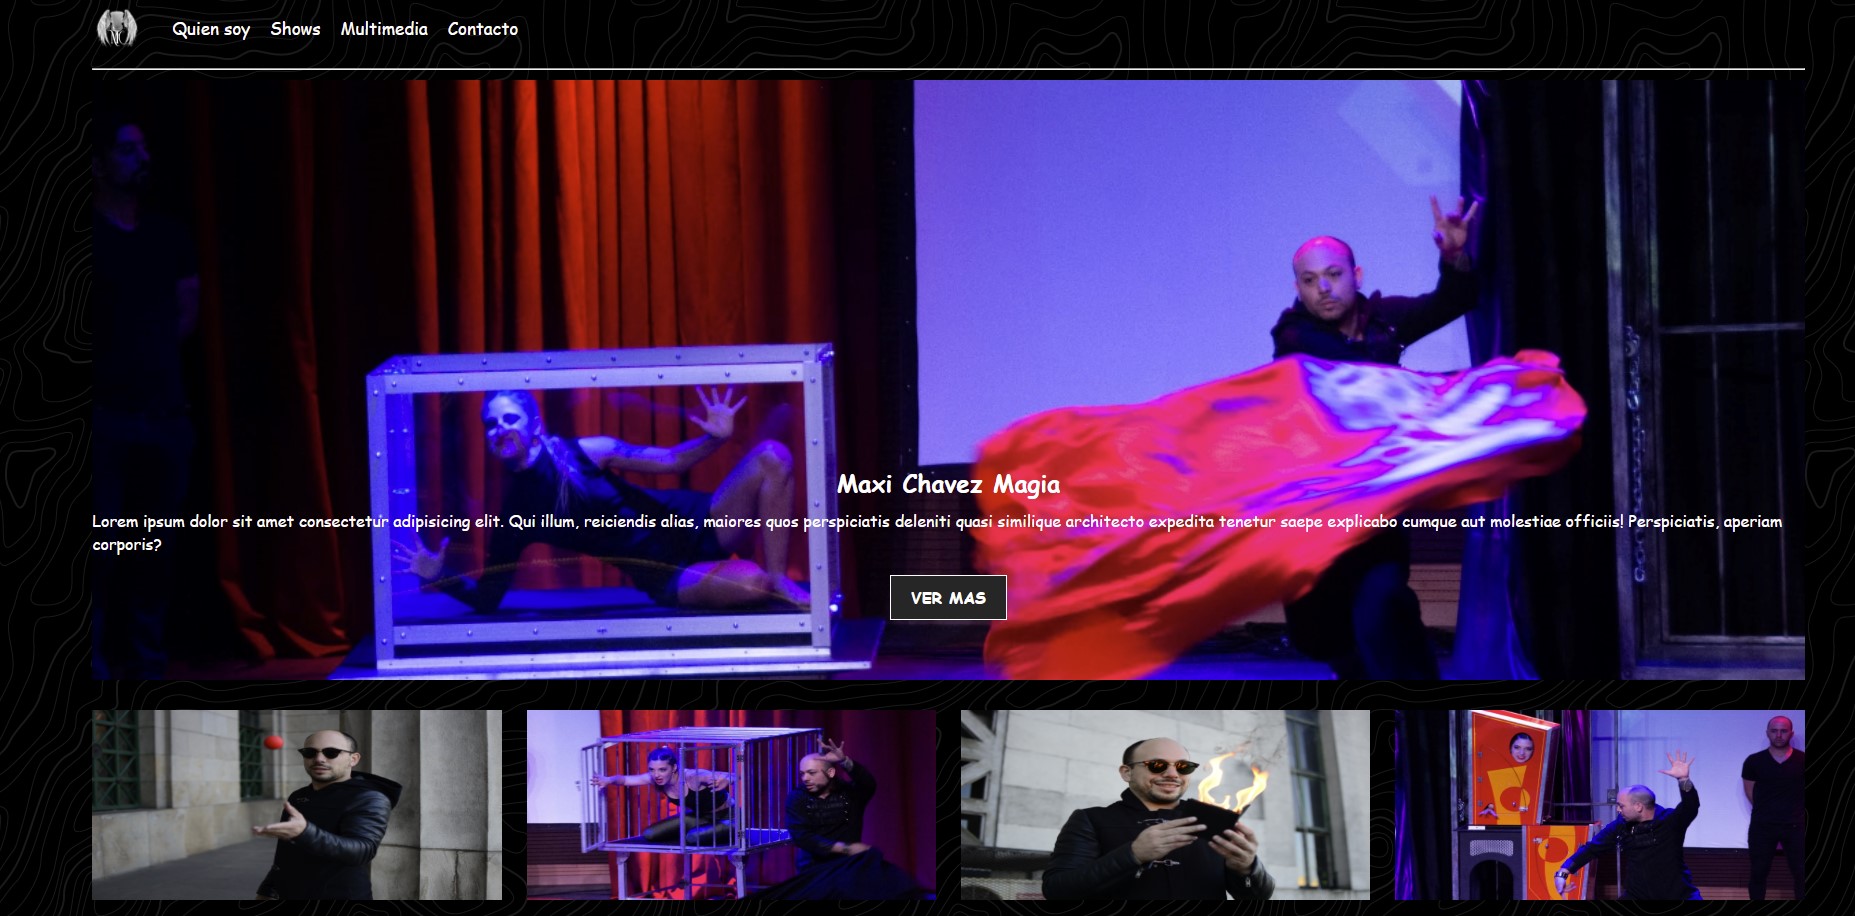 Quien soy Shows Multimedia Contacto
Maxi Chavez Magia
Lorem ipsum dolor sit amet consectetur adipisicing elit. Qui illum, reiciendis alias, maiores quos perspiciatis deleniti quasi similique architecto expedita tenetur saepe explicabo cumque aut molestiae officiis! Perspiciatis, aperiam
corporis?
VER MAS